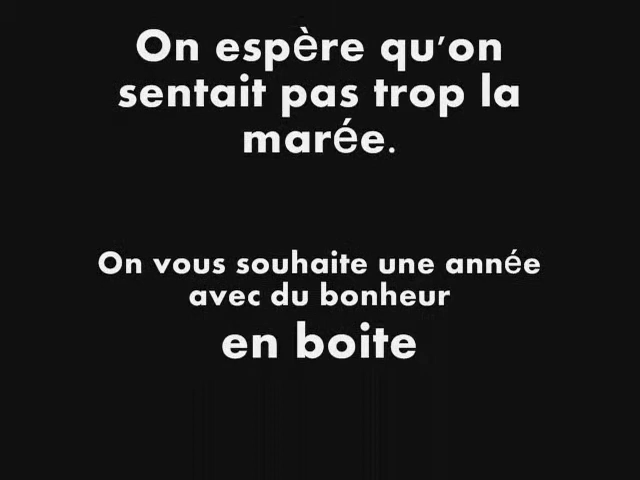 On espère qu'on
sentait pas trop la
marée.
On vous souhaite une année
avec du bonheur
en boite